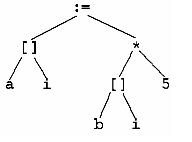 :=
[] *
a i [] 5
b i